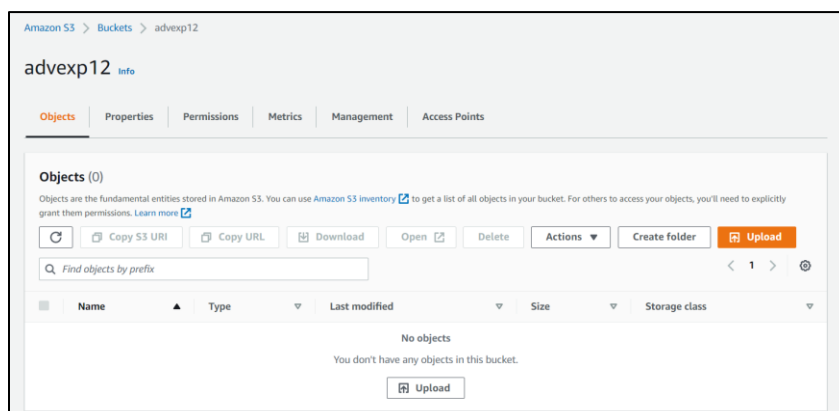 Amazon S3 > Buckets > advexp12
advexp12 Info
Objects Properties Permissions Metrics Management Access Points
Objects (0)
Objects are the fundamental entities stored in Amazon S3. You can use Amazon S3 inventory to get a list of all objects in your bucket. For others to access your objects, you'll need to explicitly
grant them permissions. Learn more
Copy S3 URI Copy URL Download Open Delete Actions Create folder Upload
Find objects by prefix < 1 >
Name Type Last modified Size Storage class
No objects
You don't have any objects in this bucket.
Upload